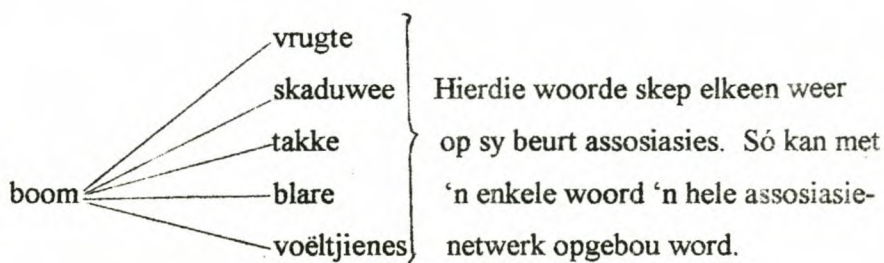 vrugte
skaduwee Hierdie woorde skep elkeen weer
takke op sy beurt assosiasies. Só kan met
boom blare ‘n enkele woord ‘n hele assosiasie-
voëltjienes netwerk opgebou word.